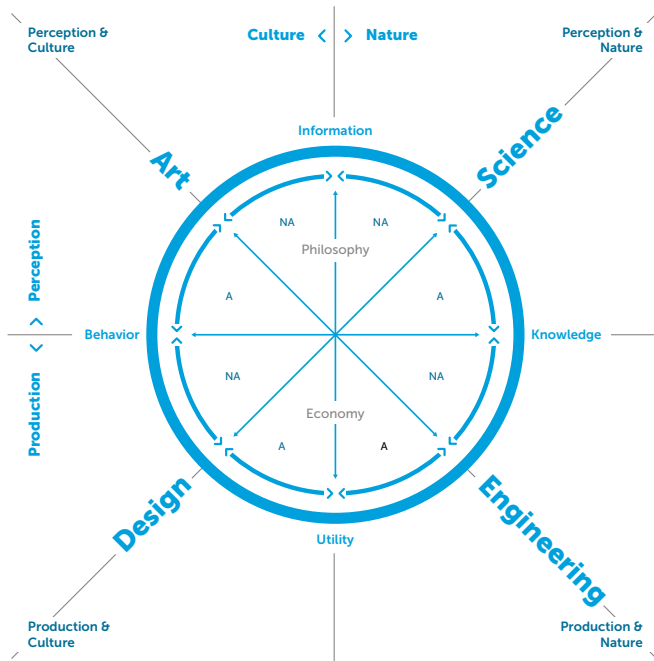 Perception &
Culture
Culture < > Nature
Perception &
Nature
Art
Science
Information
NA
NA
Philosophy
Perception
A
A
Behavior
Knowledge
Production
NA
NA
Economy
A
A
Design
Engineering
Utility
Production &
Culture
Production &
Nature